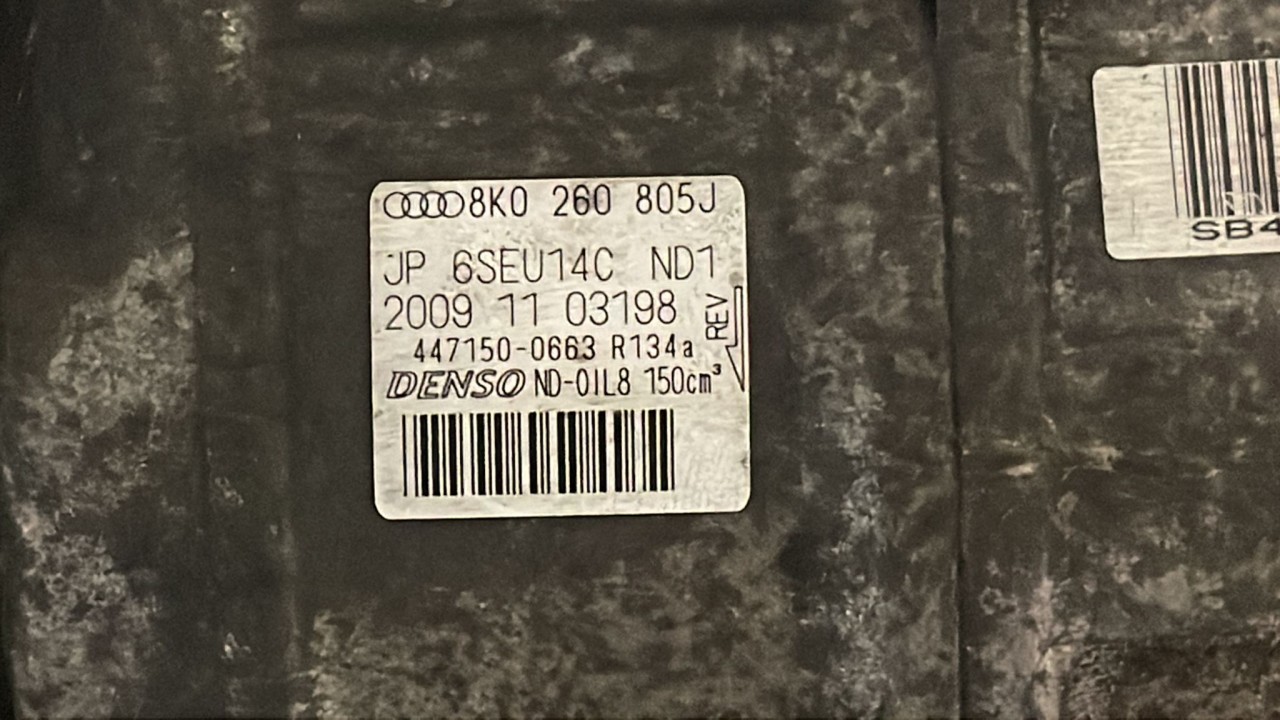 8K0 260 805J
JP 6SEU14C ND1
2009 11 03198
REV
447150-0663 R134a
DENSO ND-OIL8 150cm³
SB4